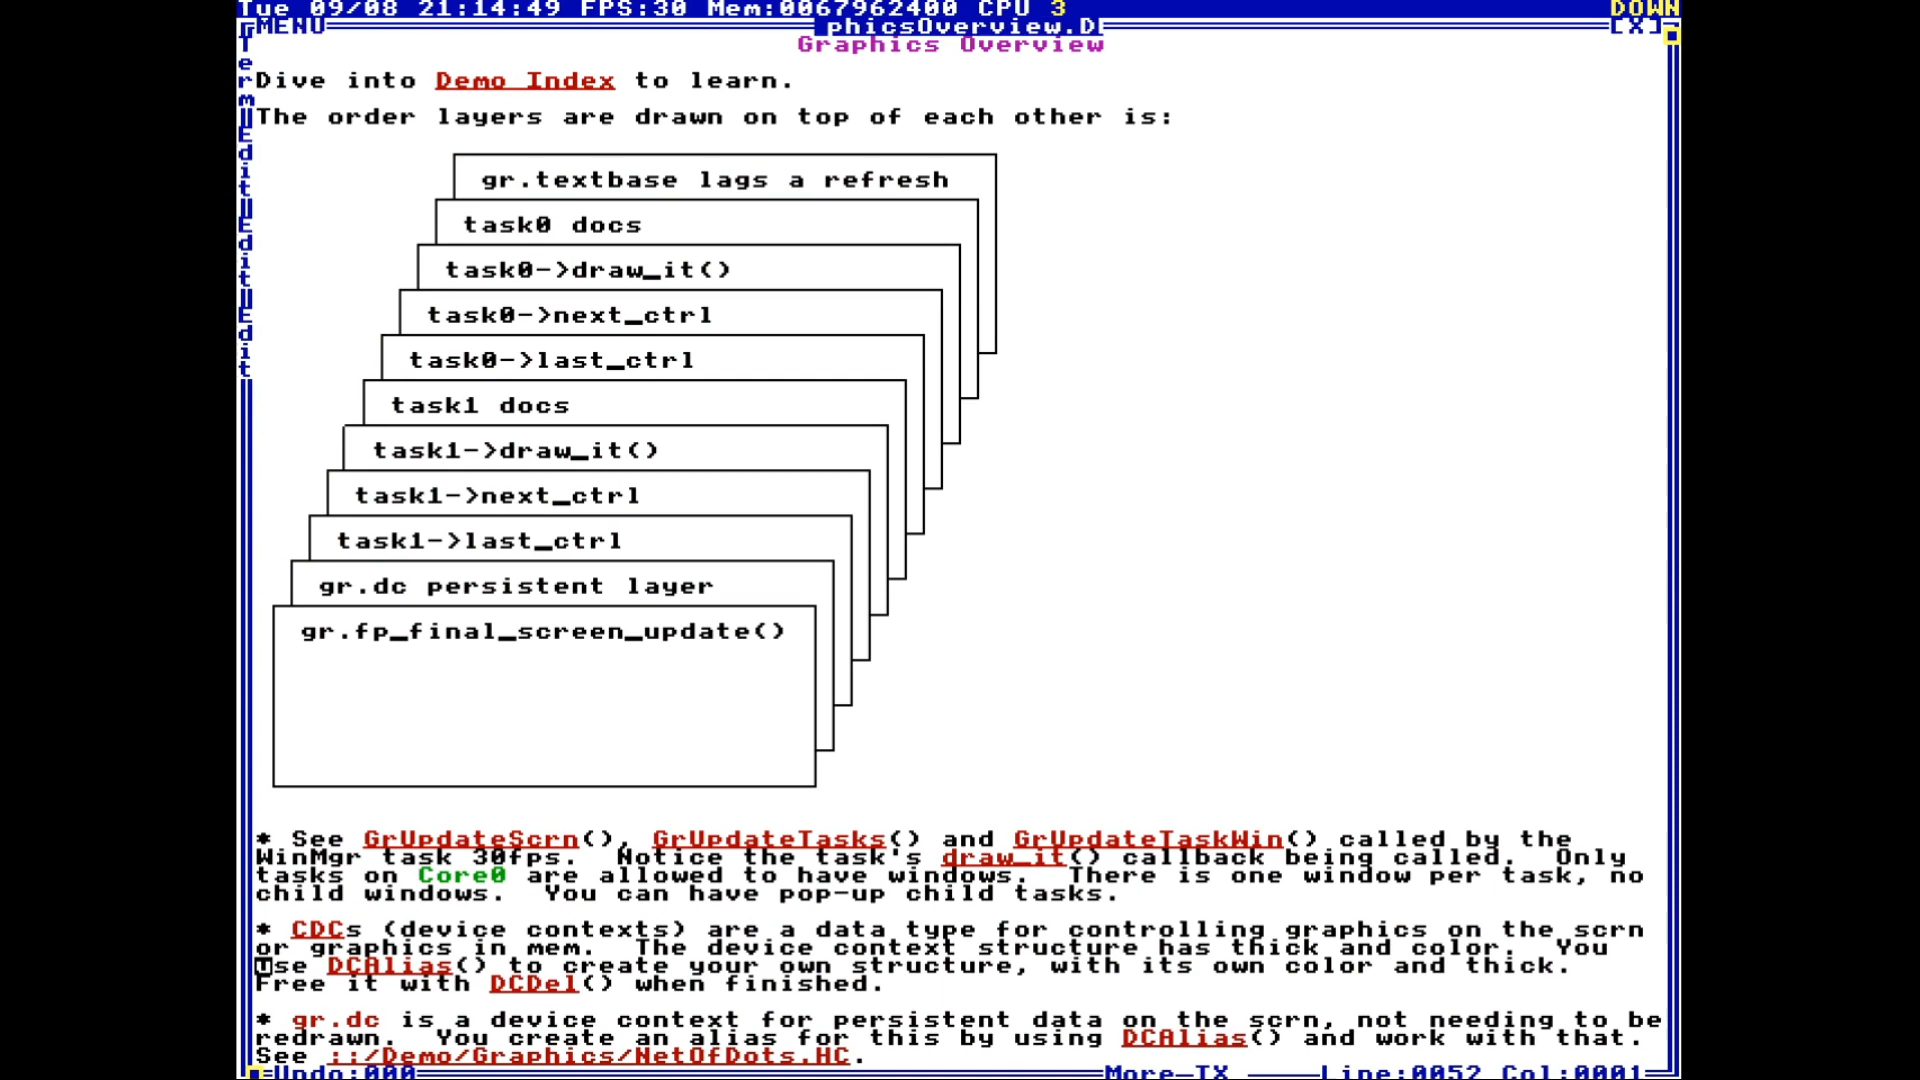 Tue 09/08 21:14:49 FPS:30 Mem:0067962400 CPU 3 DOWN
MENU phicsOverview.D [X]
Term Edit Edit Edit
Graphics Overview
Dive into Demo Index to learn.
The order layers are drawn on top of each other is:
gr.textbase lags a refresh
task0 docs
task0->draw_it()
task0->next_ctrl
task0->last_ctrl
task1 docs
task1->draw_it()
task1->next_ctrl
task1->last_ctrl
gr.dc persistent layer
gr.fp_final_screen_update()
* See GrUpdateScrn(), GrUpdateTasks() and GrUpdateTaskWin() called by the
WinMgr task 30fps. Notice the task's draw_it() callback being called. Only
tasks on Core0 are allowed to have windows. There is one window per task, no
child windows. You can have pop-up child tasks.
* CDCs (device contexts) are a data type for controlling graphics on the scrn
or graphics in mem. The device context structure has thick and color. You
use DCAlias() to create your own structure, with its own color and thick.
Free it with DCDel() when finished.
* gr.dc is a device context for persistent data on the scrn, not needing to be
redrawn. You create an alias for this by using DCAlias() and work with that.
See ::/Demo/Graphics/NetOfDots.HC.
Undo:000 More-TX Line:0052 Col:0001